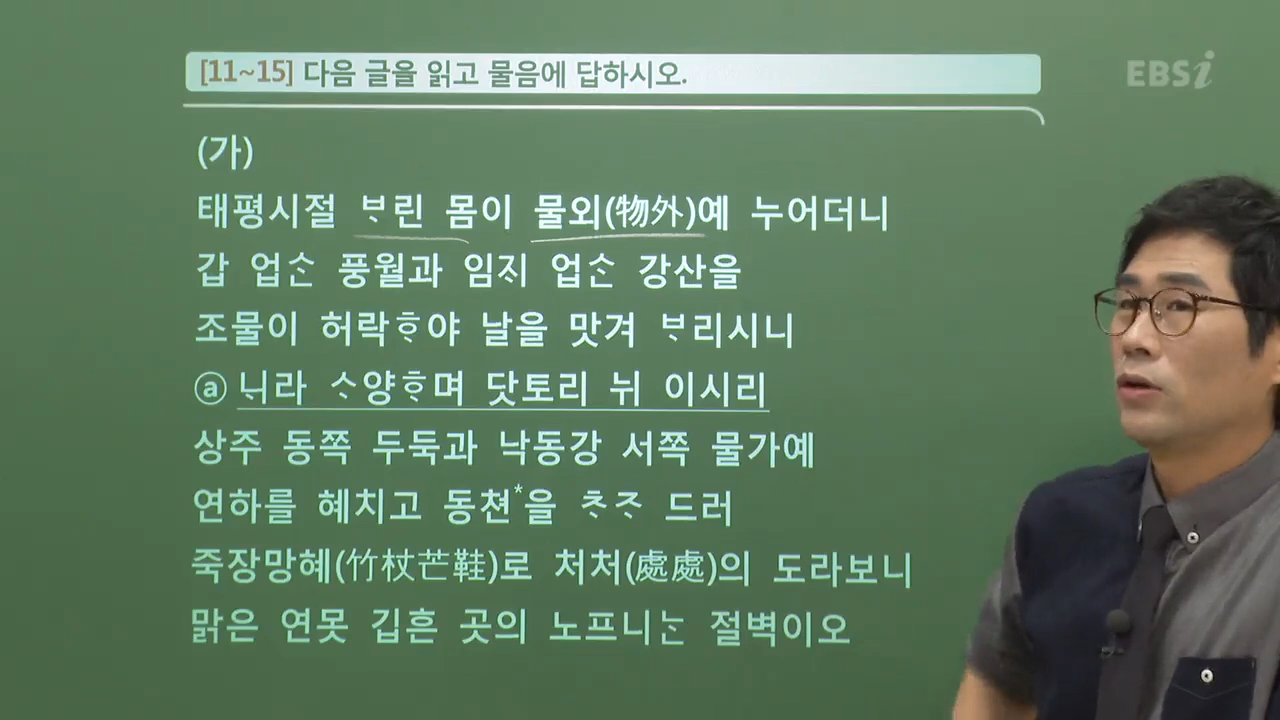 [11~15] 다음 글을 읽고 물음에 답하시오.
EBSi
(가)
태평시절 ᄇᆞ린 몸이 물외(物外)예 누어더니
갑 업ᄉᆞᆫ 풍월과 임ᄌᆡ 업ᄉᆞᆫ 강산을
조물이 허락ᄒᆞ야 날을 맛겨 ᄇᆞ리시니
ⓐ ᄂᆡ라 ᄉᆞ양ᄒᆞ며 닷토리 뉘 이시리
상주 동쪽 두둑과 낙동강 서쪽 물가예
연하를 헤치고 동천*을 ᄎᆞᄌᆞ 드러
죽장망혜(竹杖芒鞋)로 처처(處處)의 도라보니
맑은 연못 깁흔 곳의 노프니ᄂᆞᆫ 절벽이오